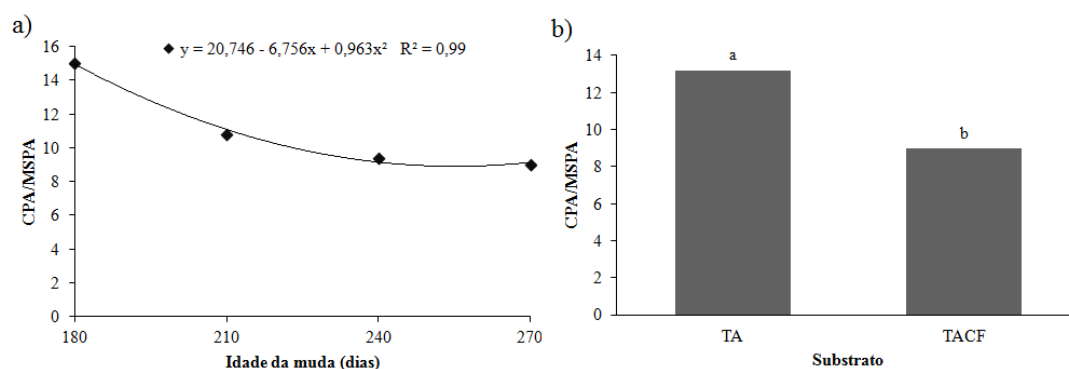 a)
◆ y = 20,746 - 6,756x + 0,963x² R² = 0,99
CPA/MSPA
16
14
12
10
8
6
4
2
0
180 210 240 270
Idade da muda (dias)
b)
CPA/MSPA
14
12
10
8
6
4
2
0
a
b
TA TACF
Substrato